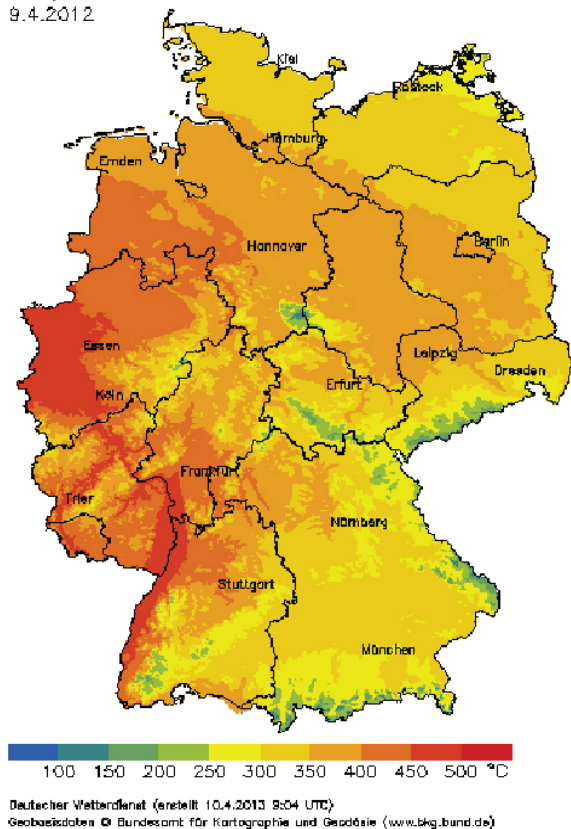 9.4.2012
Kiel
Rostock
Hamburg
Emden
Hannover
Berlin
Essen
Leipzig
Dresden
Köln
Erfurt
Frankfurt
Trier
Nürnberg
Stuttgart
München
100 150 200 250 300 350 400 450 500 °C
Deutscher Wetterdienst (erstellt 10.4.2013 9:04 UTC)
Geobasisdaten © Bundesamt für Kartographie und Geodäsie (www.bkg.bund.de)